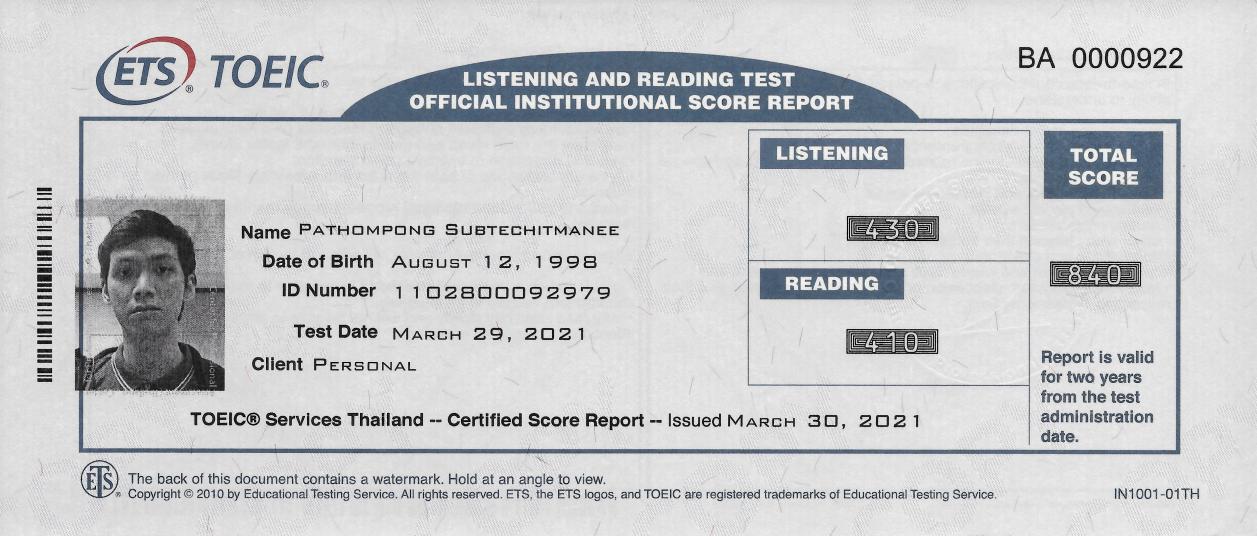 ETS® TOEIC®
BA 0000922
LISTENING AND READING TEST
OFFICIAL INSTITUTIONAL SCORE REPORT
Name PATHOMPONG SUBTECHITMANEE
Date of Birth AUGUST 12, 1998
ID Number 1102800092979
Test Date MARCH 29, 2021
Client PERSONAL
LISTENING
430
READING
410
TOTAL
SCORE
840
Report is valid
for two years
from the test
administration
date.
TOEIC® Services Thailand -- Certified Score Report -- Issued MARCH 30, 2021
ETS®
The back of this document contains a watermark. Hold at an angle to view.
Copyright © 2010 by Educational Testing Service. All rights reserved. ETS, the ETS logos, and TOEIC are registered trademarks of Educational Testing Service.
IN1001-01TH